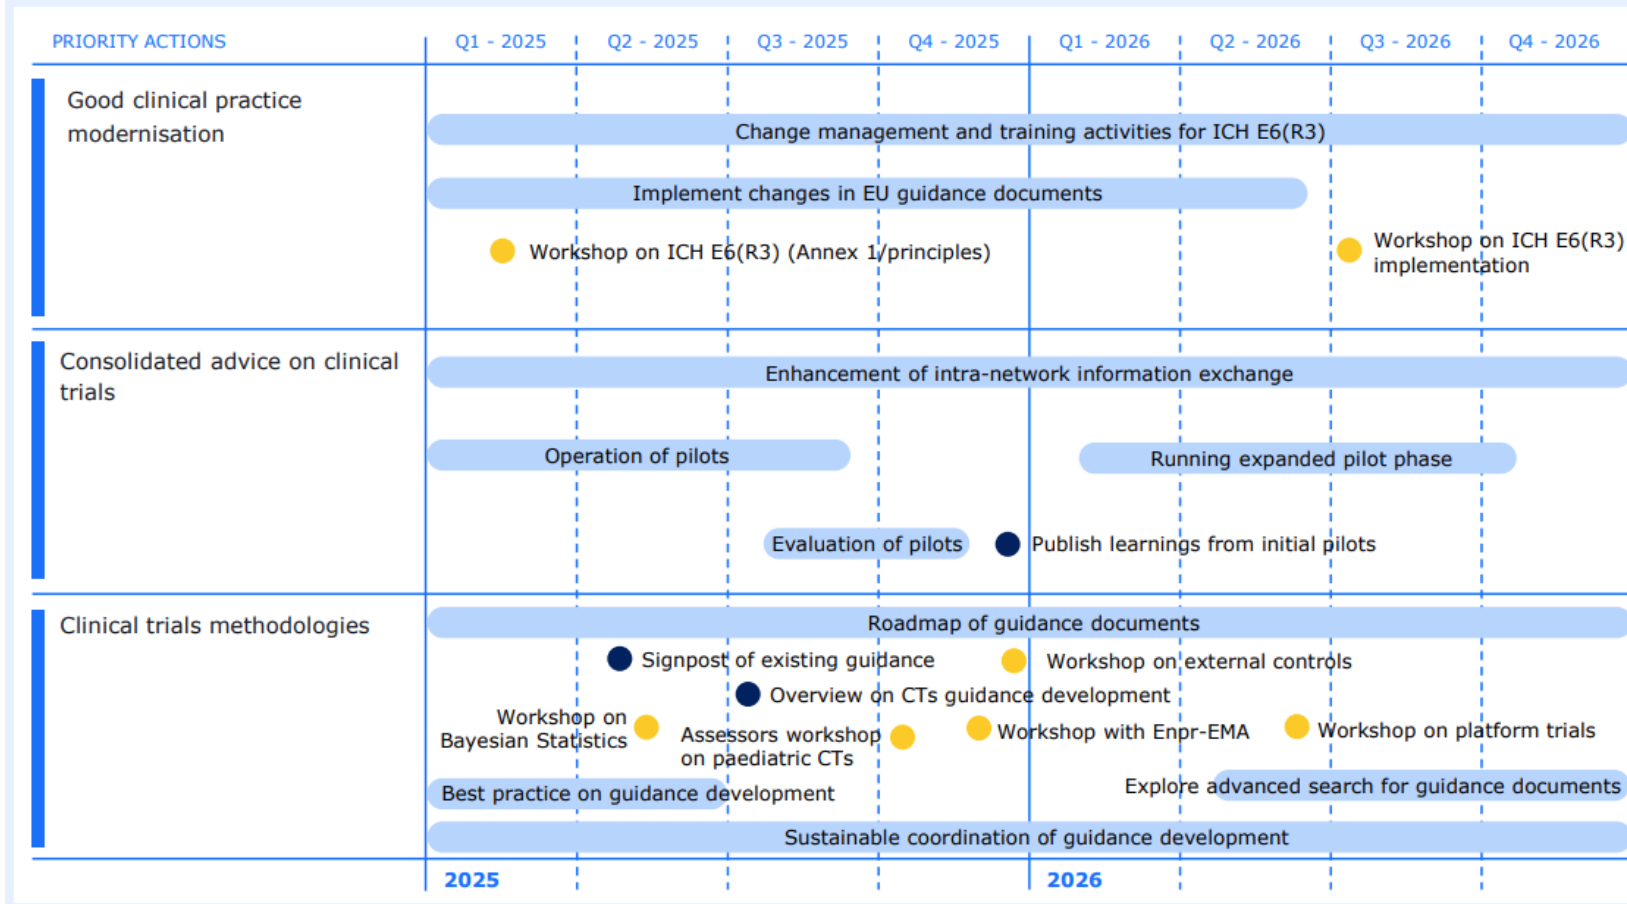 PRIORITY ACTIONS
Q1 - 2025
Q2 - 2025
Q3 - 2025
Q4 - 2025
Q1 - 2026
Q2 - 2026
Q3 - 2026
Q4 - 2026
Good clinical practice
modernisation
Change management and training activities for ICH E6(R3)
Implement changes in EU guidance documents
Workshop on ICH E6(R3) (Annex 1/principles)
Workshop on ICH E6(R3)
implementation
Consolidated advice on clinical
trials
Enhancement of intra-network information exchange
Operation of pilots
Running expanded pilot phase
Evaluation of pilots
Publish learnings from initial pilots
Clinical trials methodologies
Roadmap of guidance documents
Signpost of existing guidance
Workshop on external controls
Overview on CTs guidance development
Workshop on
Bayesian Statistics
Assessors workshop
on paediatric CTs
Workshop with Enpr-EMA
Workshop on platform trials
Best practice on guidance development
Explore advanced search for guidance documents
Sustainable coordination of guidance development
2025
2026